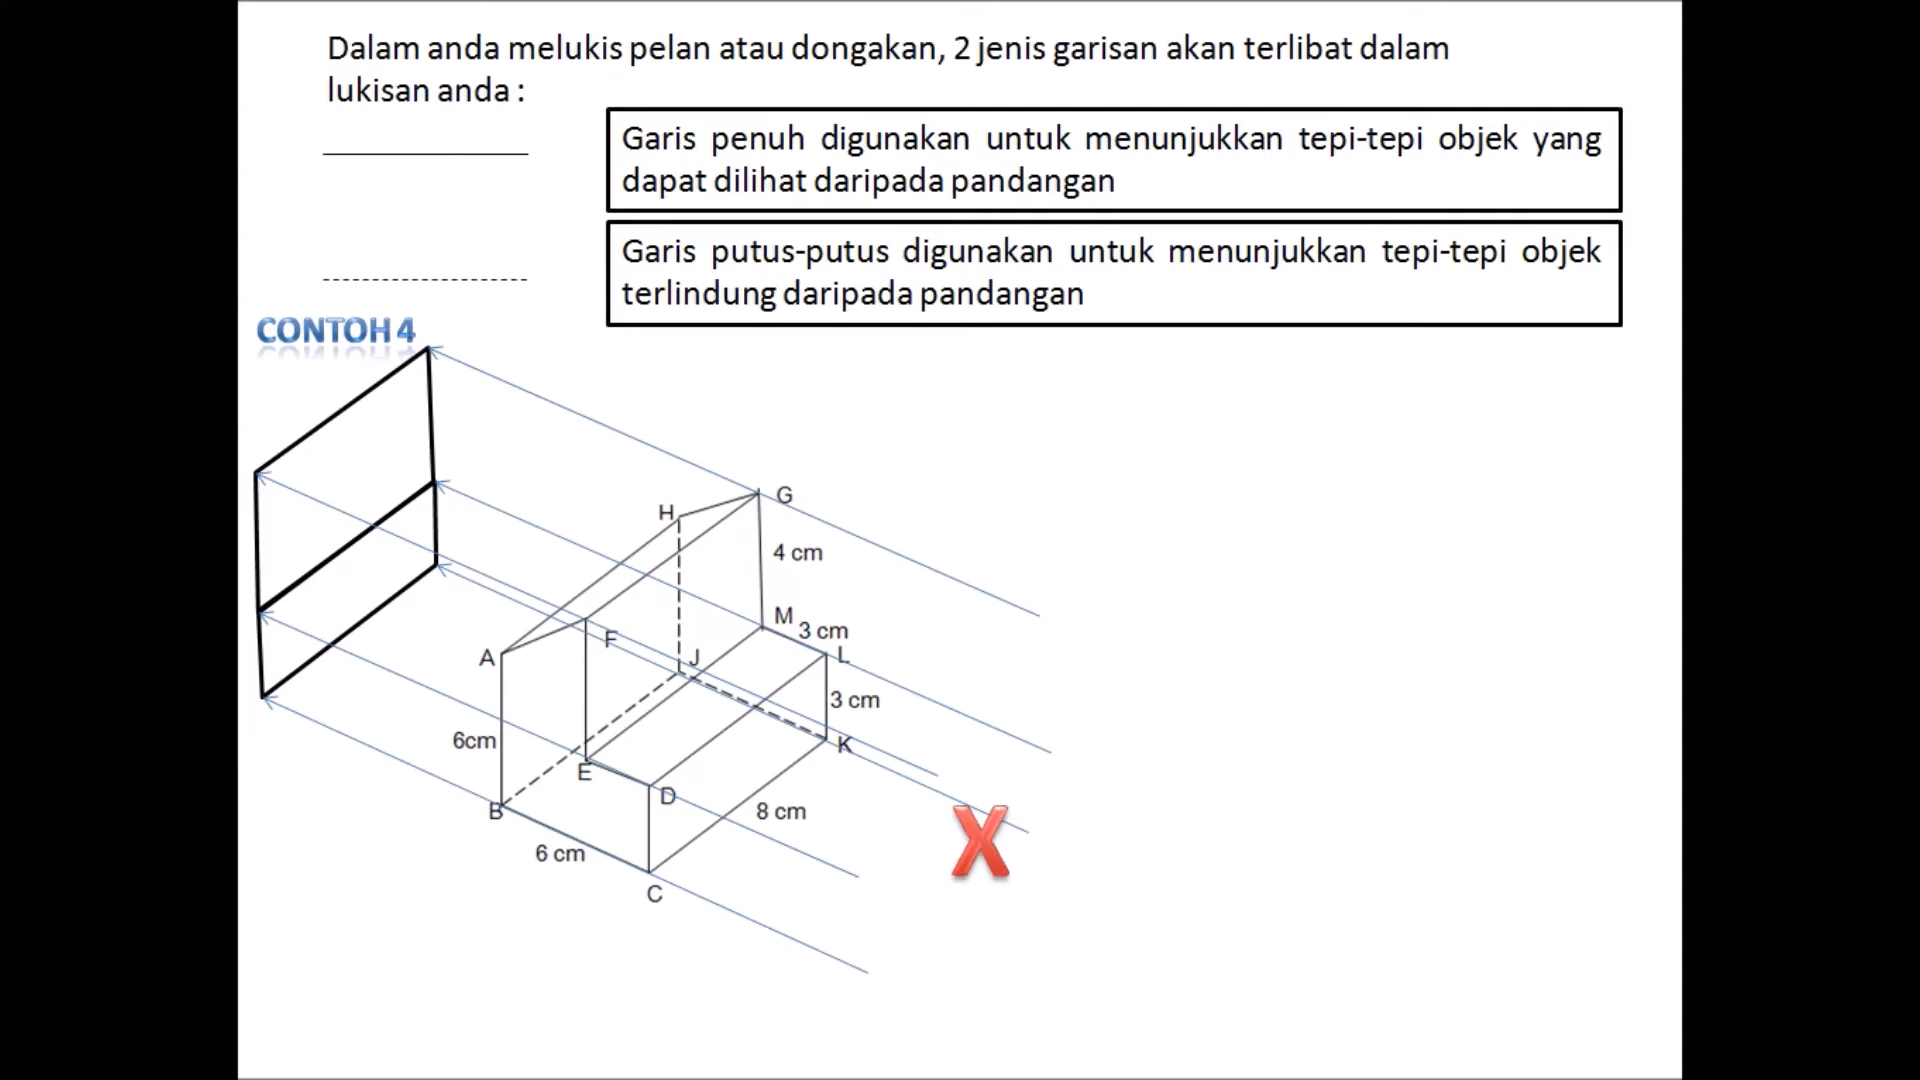 Dalam anda melukis pelan atau dongakan, 2 jenis garisan akan terlibat dalam
lukisan anda :
Garis penuh digunakan untuk menunjukkan tepi-tepi objek yang
dapat dilihat daripada pandangan
Garis putus-putus digunakan untuk menunjukkan tepi-tepi objek
terlindung daripada pandangan
CONTOH 4
G
H
4 cm
M
3 cm
F
A
J
L
3 cm
6cm
K
E
D
B
8 cm
6 cm
C
X